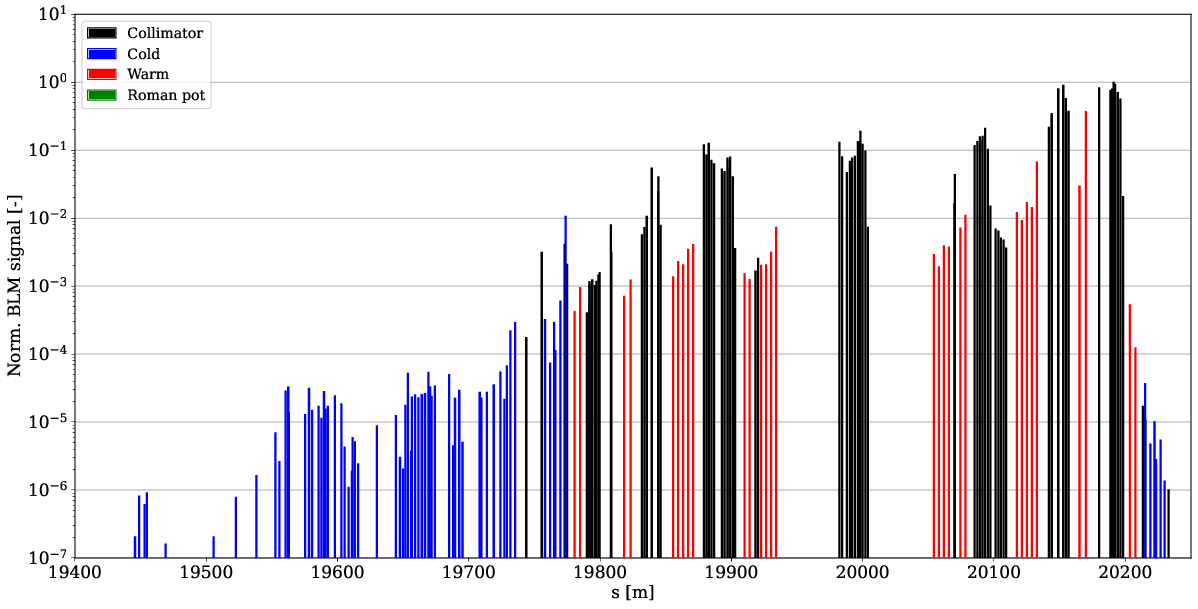 Norm. BLM signal [-]
10¹
10⁰
10⁻¹
10⁻²
10⁻³
10⁻⁴
10⁻⁵
10⁻⁶
10⁻⁷
Collimator
Cold
Warm
Roman pot
19400 19500 19600 19700 19800 19900 20000 20100 20200
s [m]